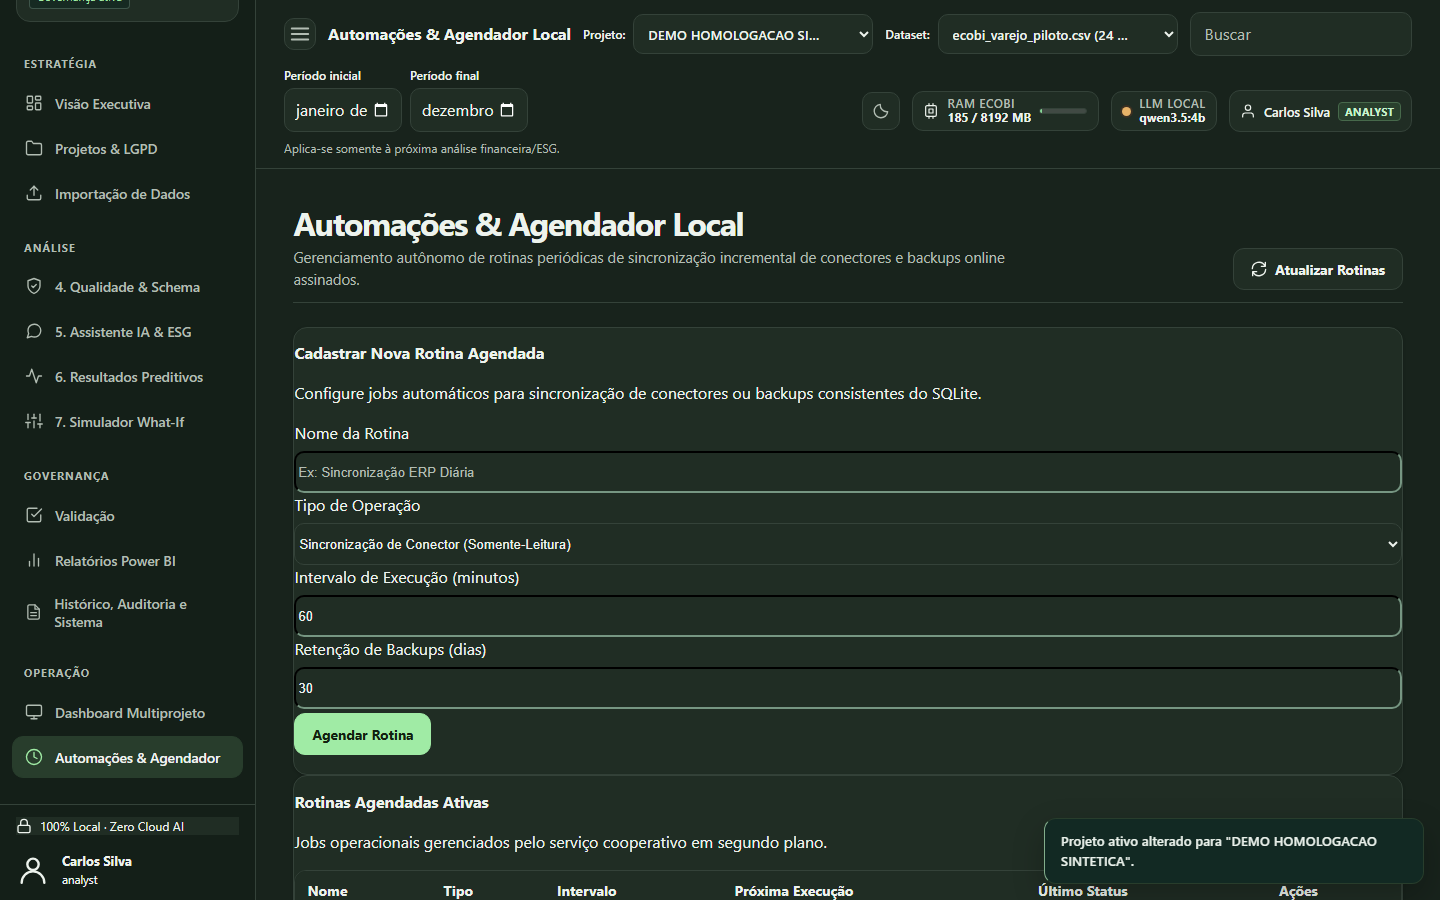 ESTRATÉGIA
Visão Executiva
Projetos & LGPD
Importação de Dados
ANÁLISE
4. Qualidade & Schema
5. Assistente IA & ESG
6. Resultados Preditivos
7. Simulador What-If
GOVERNANÇA
Validação
Relatórios Power BI
Histórico, Auditoria e
Sistema
OPERAÇÃO
Dashboard Multiprojeto
Automações & Agendador
100% Local · Zero Cloud AI
Carlos Silva
analyst
Automações & Agendador Local
Projeto:
DEMO HOMOLOGACAO SI...
Dataset:
ecobi_varejo_piloto.csv (24 ...
Buscar
Período inicial
janeiro de
Período final
dezembro
Aplica-se somente à próxima análise financeira/ESG.
RAM ECOBI
185 / 8192 MB
LLM LOCAL
qwen3.5:4b
Carlos Silva
ANALYST
Automações & Agendador Local
Gerenciamento autônomo de rotinas periódicas de sincronização incremental de conectores e backups online
assinados.
Atualizar Rotinas
Cadastrar Nova Rotina Agendada
Configure jobs automáticos para sincronização de conectores ou backups consistentes do SQLite.
Nome da Rotina
Ex: Sincronização ERP Diária
Tipo de Operação
Sincronização de Conector (Somente-Leitura)
Intervalo de Execução (minutos)
60
Retenção de Backups (dias)
30
Agendar Rotina
Rotinas Agendadas Ativas
Jobs operacionais gerenciados pelo serviço cooperativo em segundo plano.
Nome
Tipo
Intervalo
Próxima Execução
Último Status
Ações
Projeto ativo alterado para "DEMO HOMOLOGACAO
SINTETICA".